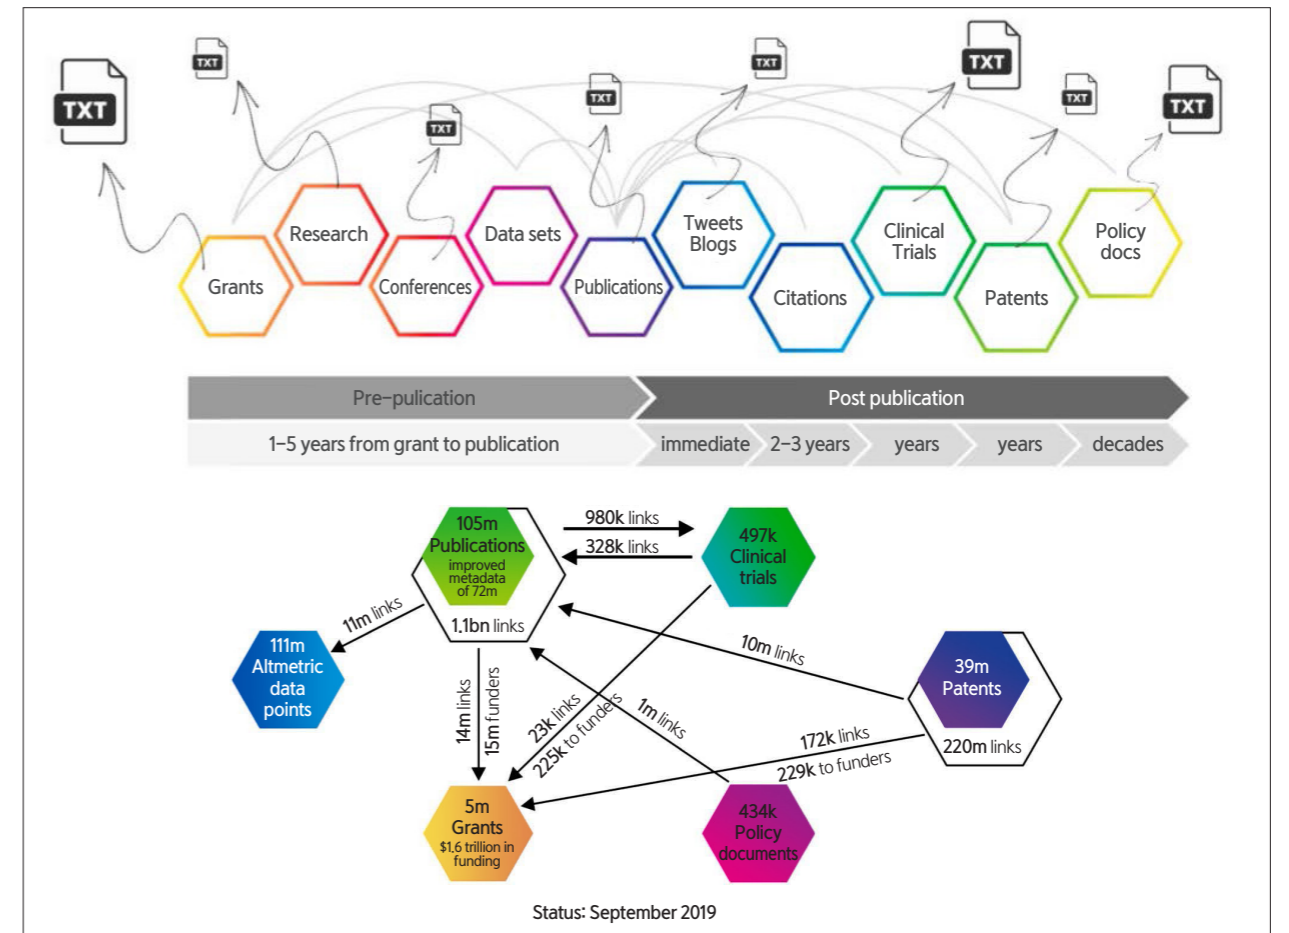 TXT
TXT
TXT
TXT
TXT
TXT
TXT
TXT
Grants
Research
Conferences
Data sets
Publications
Tweets
Blogs
Citations
Clinical
Trials
Patents
Policy
docs
Pre-pulication
Post publication
1-5 years from grant to publication
immediate
2-3 years
years
years
decades
105m
Publications
improved
metadata
of 72m
1.1bn links
980k links
328k links
497k
Clinical
trials
11m links
111m
Altmetric
data
points
10m links
39m
Patents
220m links
14m links
15m funders
23k links
225k to funders
1m links
172k links
229k to funders
5m
Grants
$1.6 trillion in
funding
434k
Policy
documents
Status: September 2019